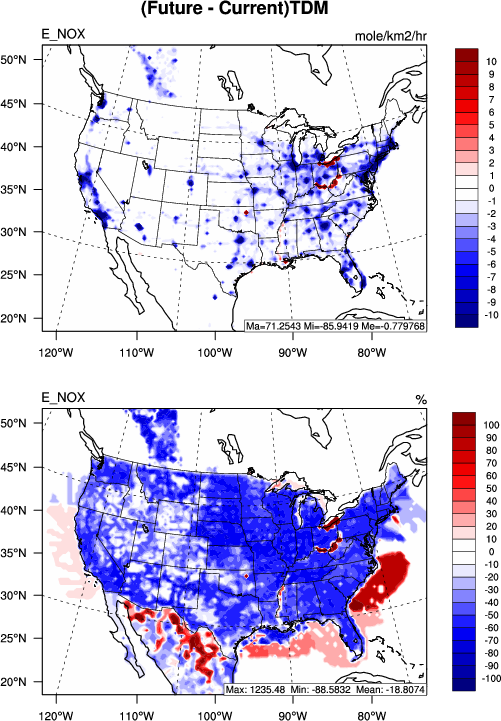 (Future - Current)TDM
E_NOX
mole/km2/hr
50°N
45°N
40°N
35°N
30°N
25°N
20°N
10
9
8
7
6
5
4
3
2
1
0
-1
-2
-3
-4
-5
-6
-7
-8
-9
-10
Ma=71.2543 Mi=-85.9419 Me=-0.779768
120°W
110°W
100°W
90°W
80°W
E_NOX
%
50°N
45°N
40°N
35°N
30°N
25°N
20°N
100
90
80
70
60
50
40
30
20
10
0
-10
-20
-30
-40
-50
-60
-70
-80
-90
-100
Max: 1235.48 Min: -88.5832 Mean: -18.8074
120°W
110°W
100°W
90°W
80°W